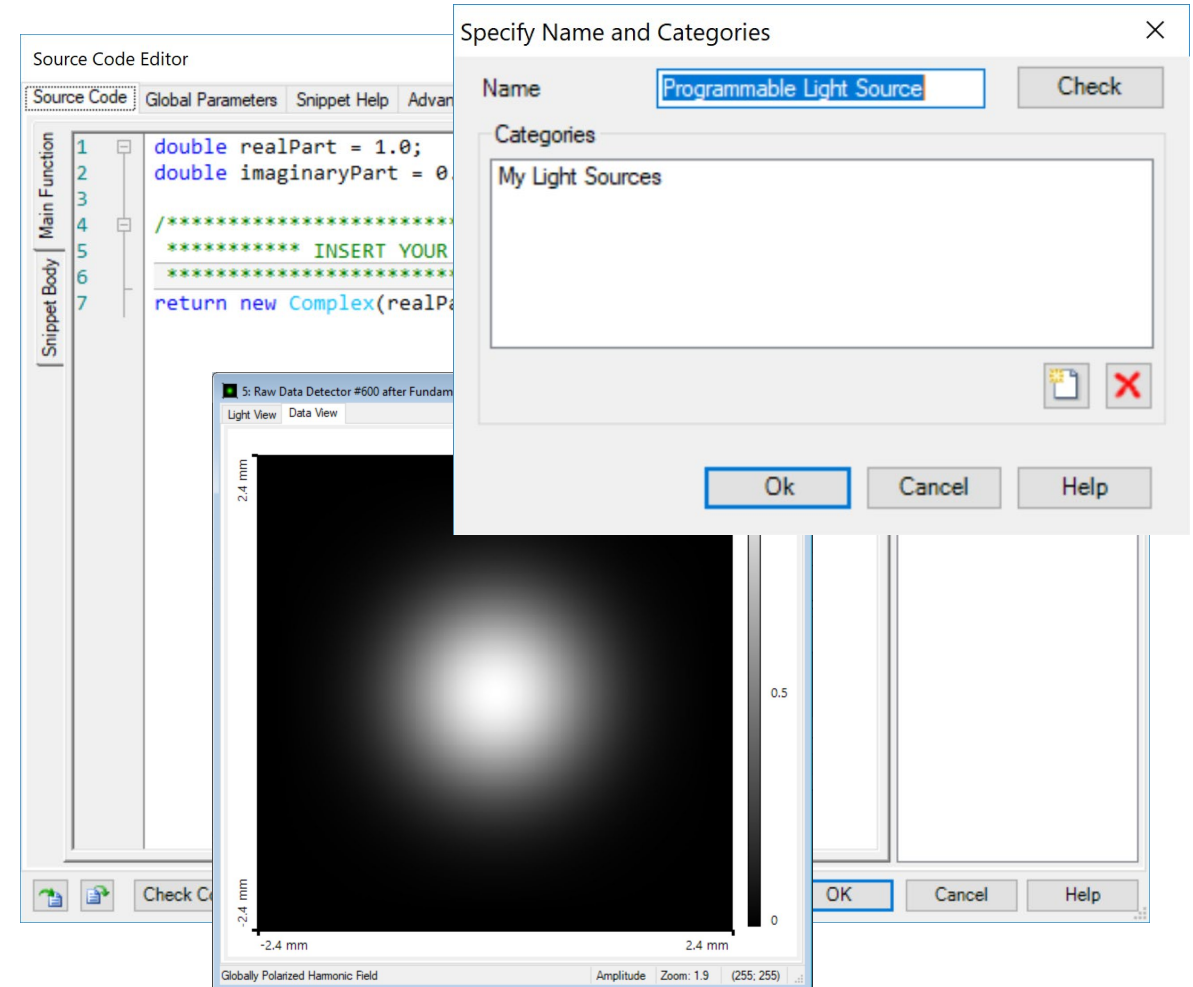 Specify Name and Categories
Name
Programmable Light Source
Check
Categories
My Light Sources
Ok
Cancel
Help
Source Code Editor
Source Code
Global Parameters
Snippet Help
Main Function
Snippet Body
1 double realPart = 1.0;
2 double imaginaryPart = 0.
3
4 /*************************
5 *********** INSERT YOUR
6 *************************
7 return new
5: Raw Data Detector #600 after
Light View
Data View
2.4 mm
-2.4 mm
-2.4 mm
2.4 mm
0.5
0
Globally Polarized Harmonic Field
Amplitude
Zoom: 1.9
(255; 255)
Check
OK
Cancel
Help